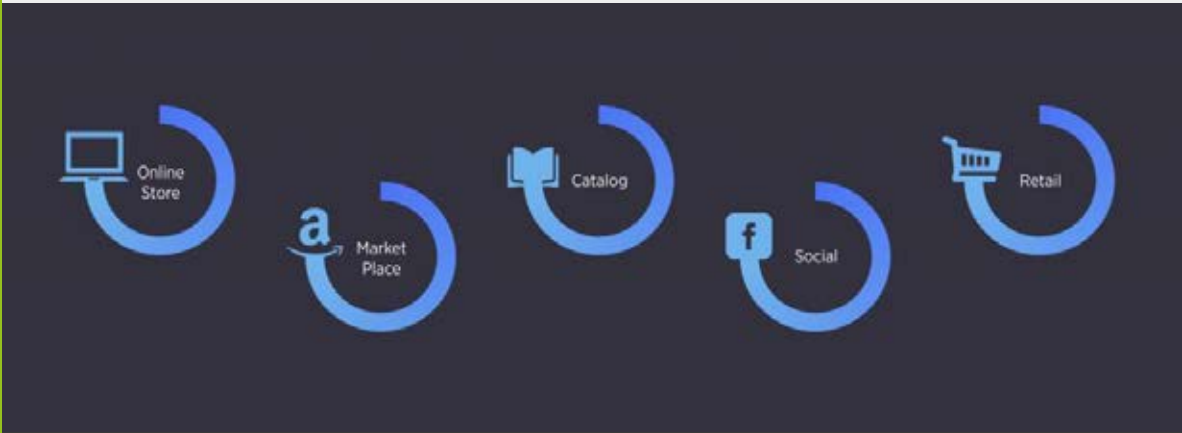 Online
Store
Market
Place
Catalog
Social
Retail